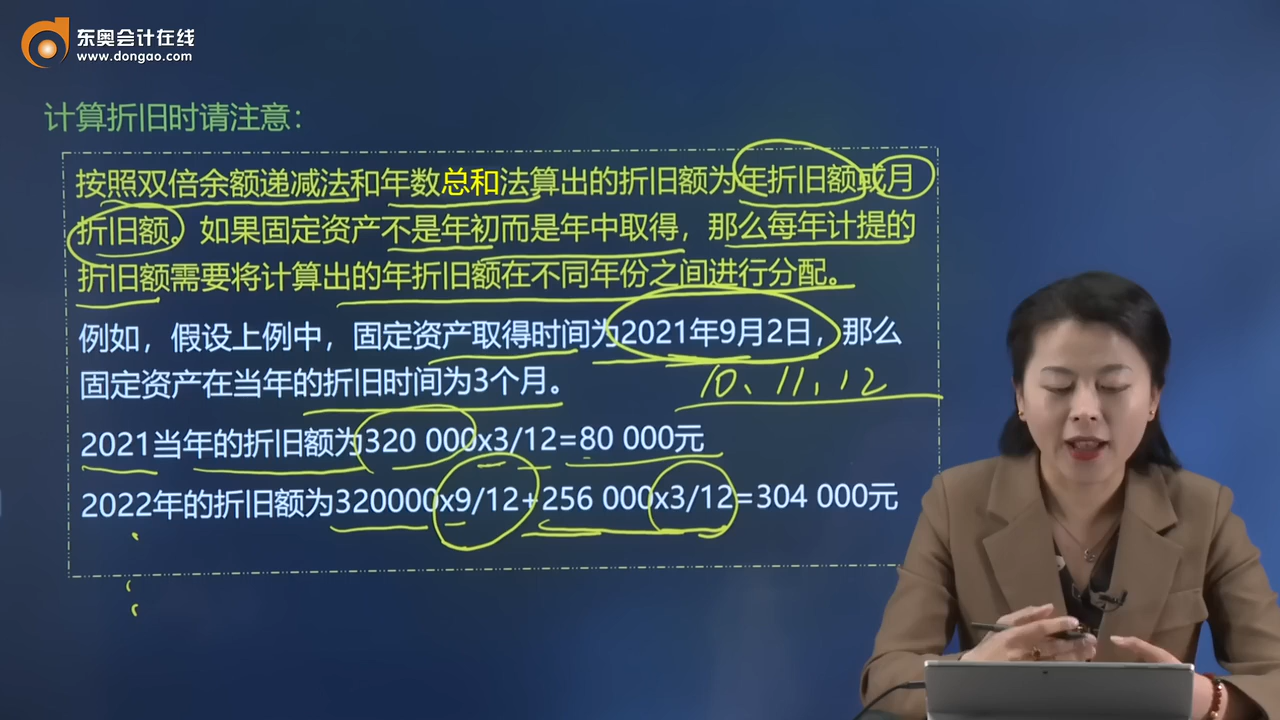 东奥会计在线
www.dongao.com
计算折旧时请注意：
按照双倍余额递减法和年数总和法算出的折旧额为年折旧额或月
折旧额。如果固定资产不是年初而是年中取得，那么每年计提的
折旧额需要将计算出的年折旧额在不同年份之间进行分配。
例如，假设上例中，固定资产取得时间为2021年9月2日，那么
固定资产在当年的折旧时间为3个月。
10、11、12
2021当年的折旧额为320 000x3/12=80 000元
2022年的折旧额为320000x9/12+256 000x3/12=304 000元